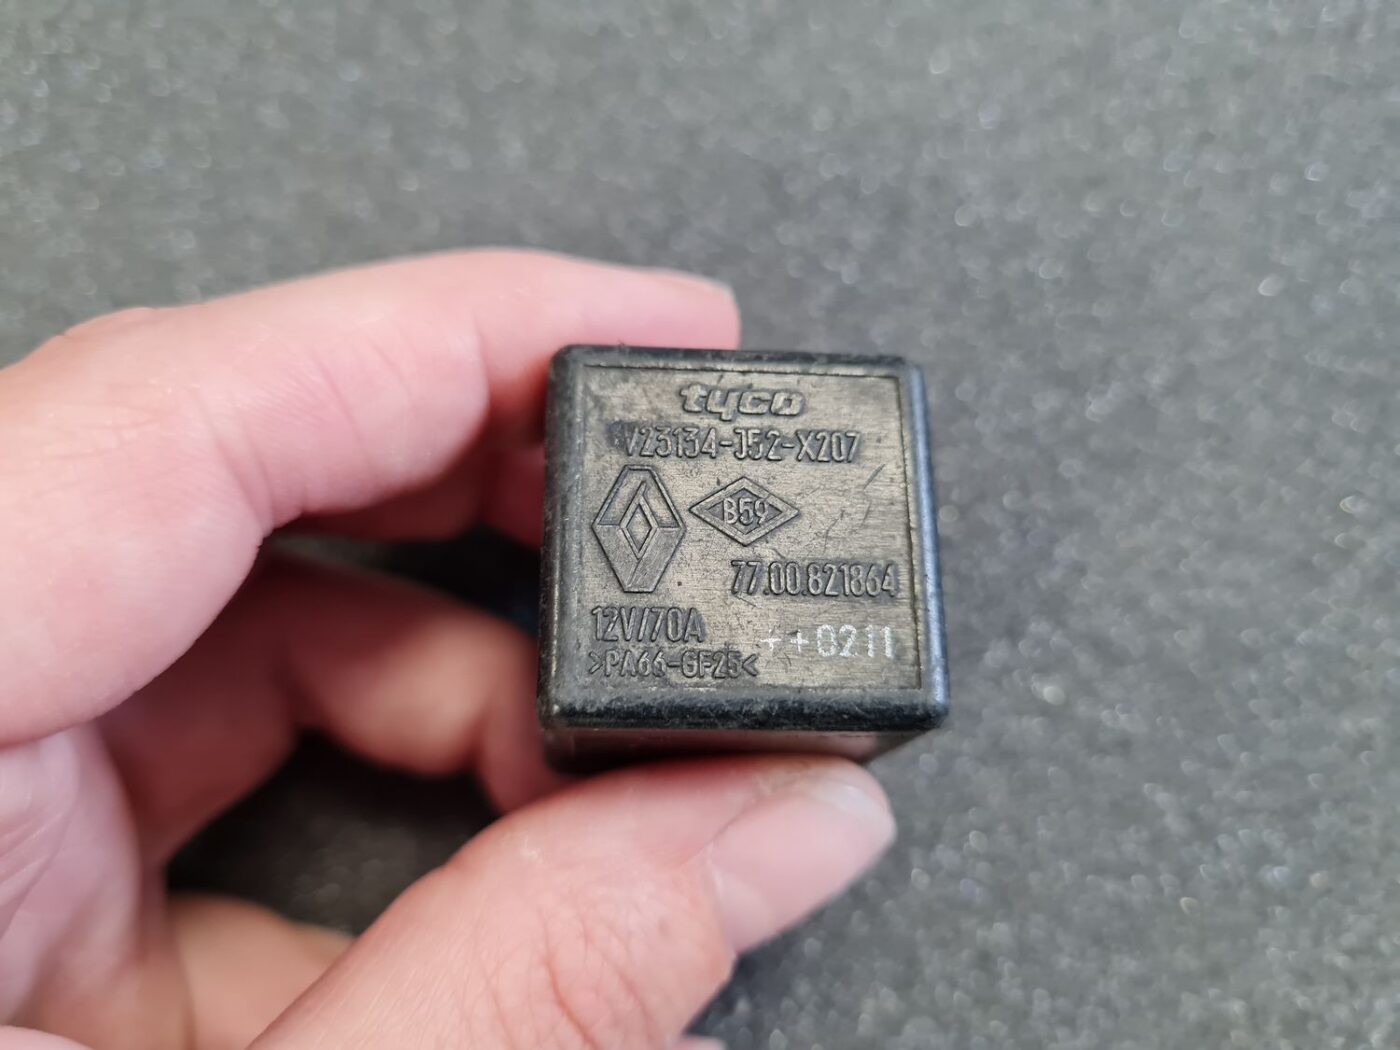 tyco
V23134-J52-X207
B59
77.00.821864
12V/70A
++0211
>PA66-GF25<